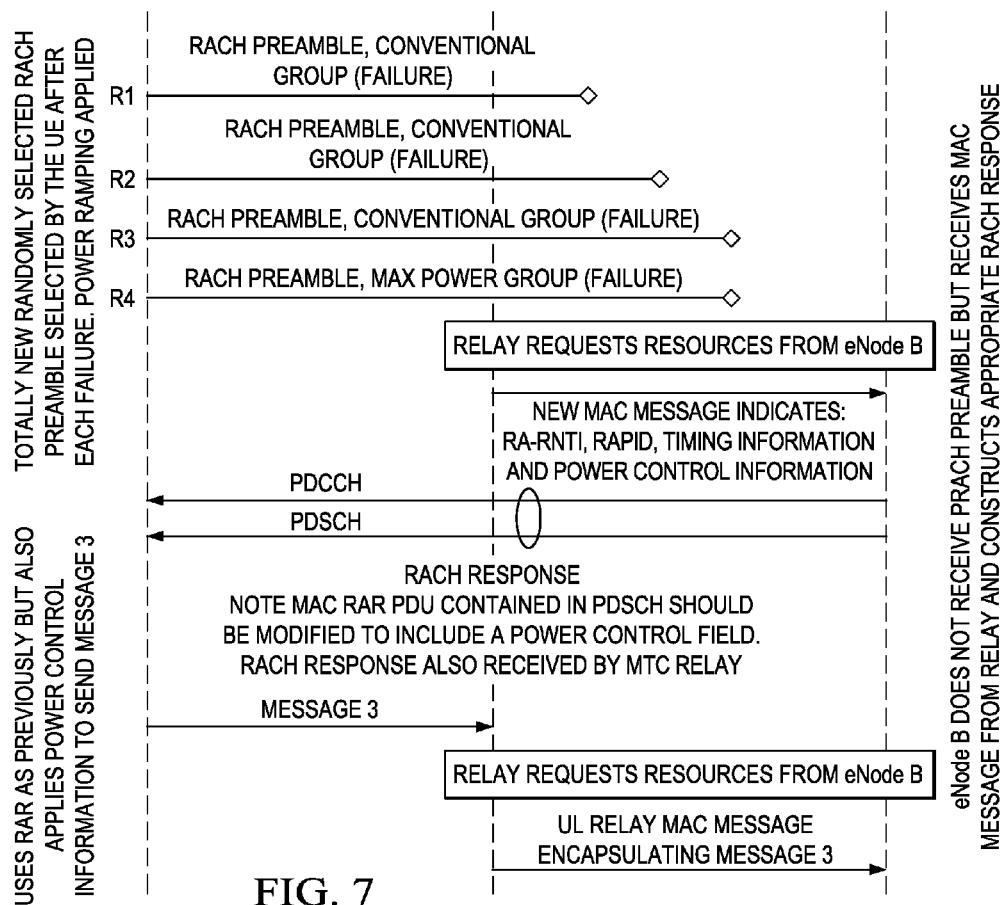 TOTALLY NEW RANDOMLY SELECTED RACH
PREAMBLE SELECTED BY THE UE AFTER
EACH FAILURE. POWER RAMPING APPLIED
RACH PREAMBLE, CONVENTIONAL
GROUP (FAILURE)
R1
RACH PREAMBLE, CONVENTIONAL
GROUP (FAILURE)
R2
RACH PREAMBLE, CONVENTIONAL GROUP (FAILURE)
R3
RACH PREAMBLE, MAX POWER GROUP (FAILURE)
R4
RELAY REQUESTS RESOURCES FROM eNode B
NEW MAC MESSAGE INDICATES:
RA-RNTI, RAPID, TIMING INFORMATION
AND POWER CONTROL INFORMATION
PDCCH
PDSCH
RACH RESPONSE
NOTE MAC RAR PDU CONTAINED IN PDSCH SHOULD
BE MODIFIED TO INCLUDE A POWER CONTROL FIELD.
RACH RESPONSE ALSO RECEIVED BY MTC RELAY
USES RAR AS PREVIOUSLY BUT ALSO
APPLIES POWER CONTROL
INFORMATION TO SEND MESSAGE 3
MESSAGE 3
RELAY REQUESTS RESOURCES FROM eNode B
UL RELAY MAC MESSAGE
ENCAPSULATING MESSAGE 3
eNode B DOES NOT RECEIVE PRACH PREAMBLE BUT RECEIVES MAC
MESSAGE FROM RELAY AND CONSTRUCTS APPROPRIATE RACH RESPONSE
FIG. 7